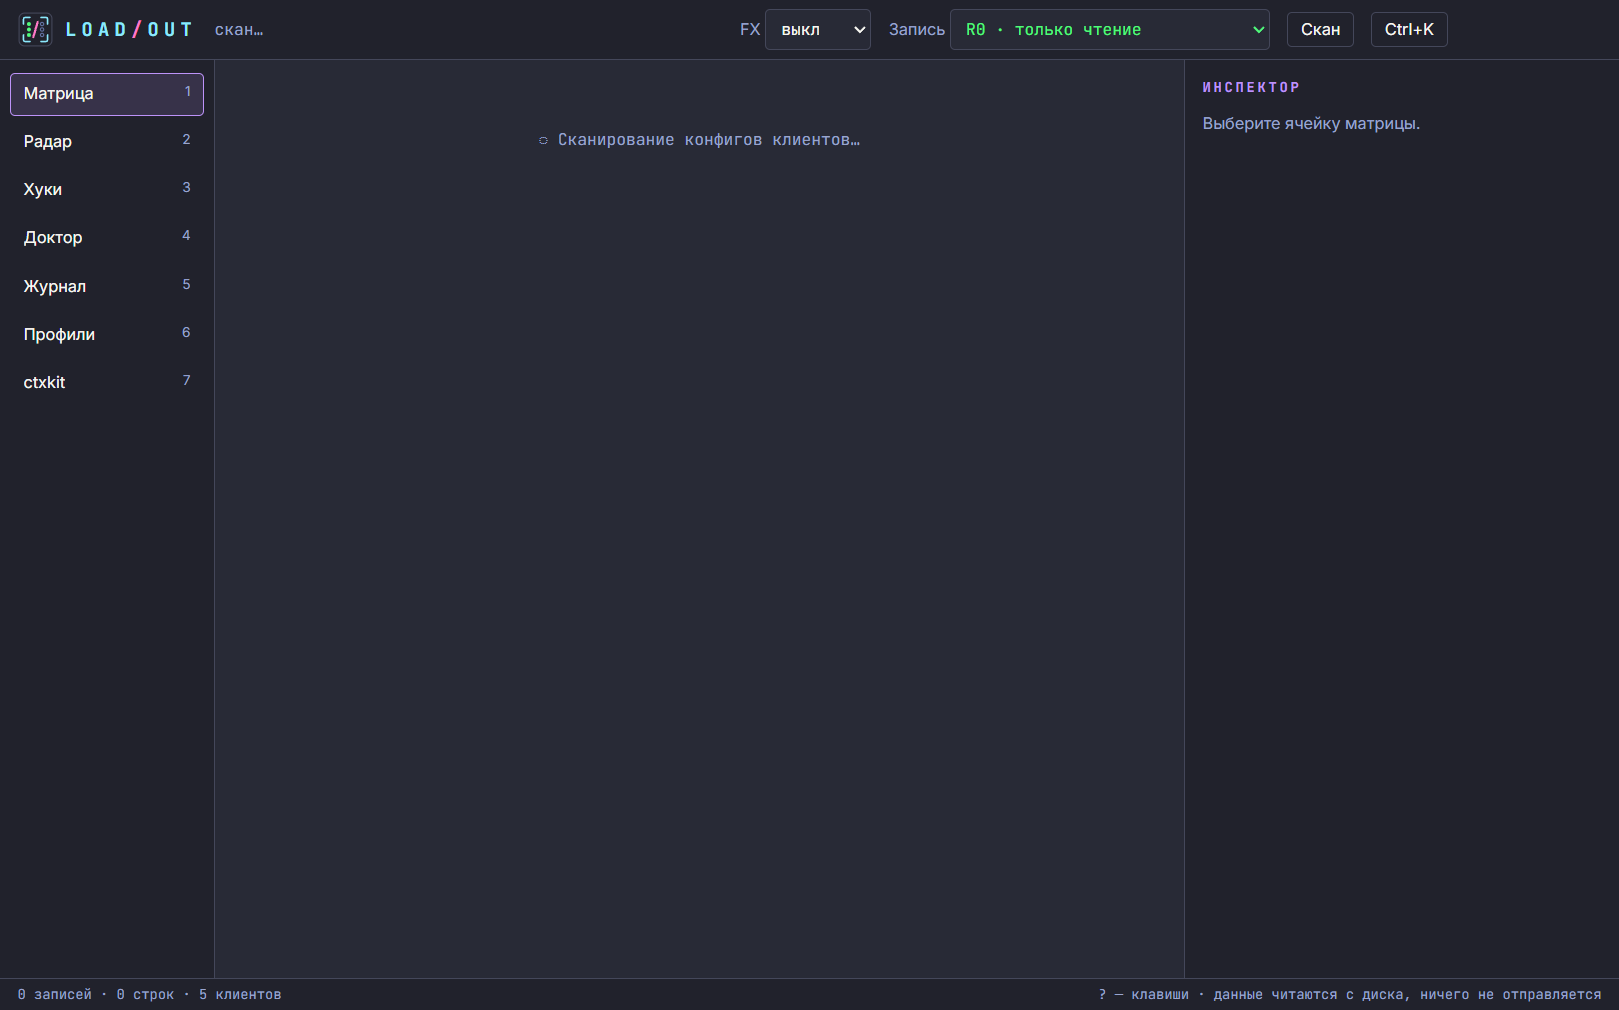 LOAD/OUT скан… FX выкл Запись R0 · только чтение Скан Ctrl+K
Матрица 1
Радар 2
Хуки 3
Доктор 4
Журнал 5
Профили 6
ctxkit 7
Сканирование конфигов клиентов…
ИНСПЕКТОР
Выберите ячейку матрицы.
0 записей · 0 строк · 5 клиентов
? — клавиши · данные читаются с диска, ничего не отправляется